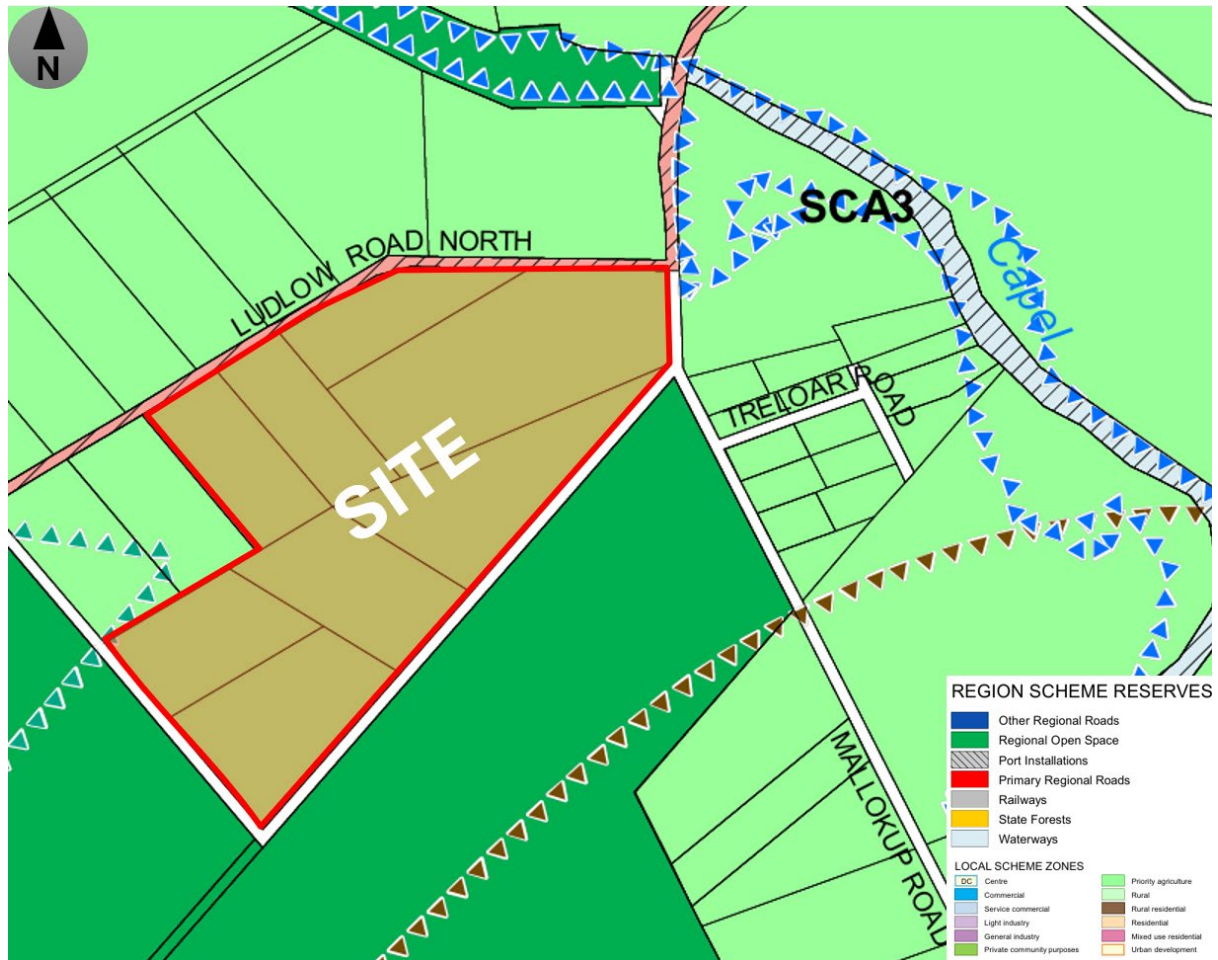 N
SCA3
Capel
LUDLOW ROAD NORTH
TRELOAR ROAD
SITE
MALLOKUP ROAD
REGION SCHEME RESERVES
Other Regional Roads
Regional Open Space
Port Installations
Primary Regional Roads
Railways
State Forests
Waterways
LOCAL SCHEME ZONES
DC Centre
Commercial
Service commercial
Light industry
General industry
Private community purposes
Priority agriculture
Rural
Rural residential
Residential
Mixed use residential
Urban development